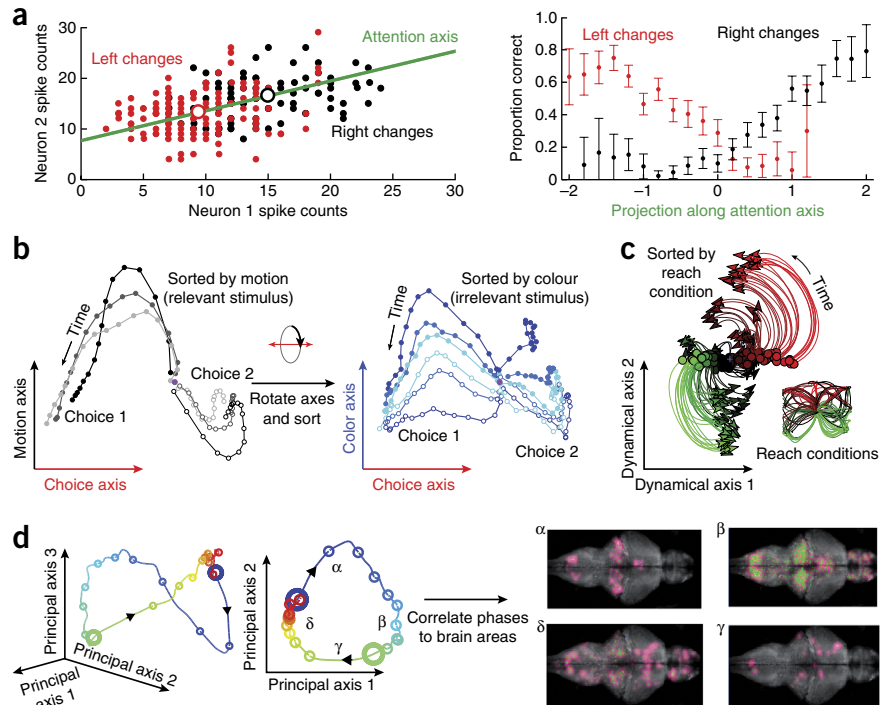 a
Left changes
Attention axis
Right changes
Neuron 2 spike counts
30
20
10
0
0 5 10 15 20 25 30
Neuron 1 spike counts
Left changes
Right changes
Proportion correct
1.0
0.8
0.6
0.4
0.2
0
-2 -1 0 1 2
Projection along attention axis
b
Sorted by motion
(relevant stimulus)
Time
Choice 2
Choice 1
Motion axis
Choice axis
Rotate axes
and sort
Sorted by colour
(irrelevant stimulus)
Time
Choice 1
Choice 2
Color axis
Choice axis
c
Sorted by
reach
condition
Time
Dynamical axis 2
Dynamical axis 1
Reach conditions
d
Principal axis 3
Principal axis 2
Principal
axis 1
Principal axis 2
α
β
δ
γ
Principal axis 1
Correlate phases
to brain areas
α
β
δ
γ